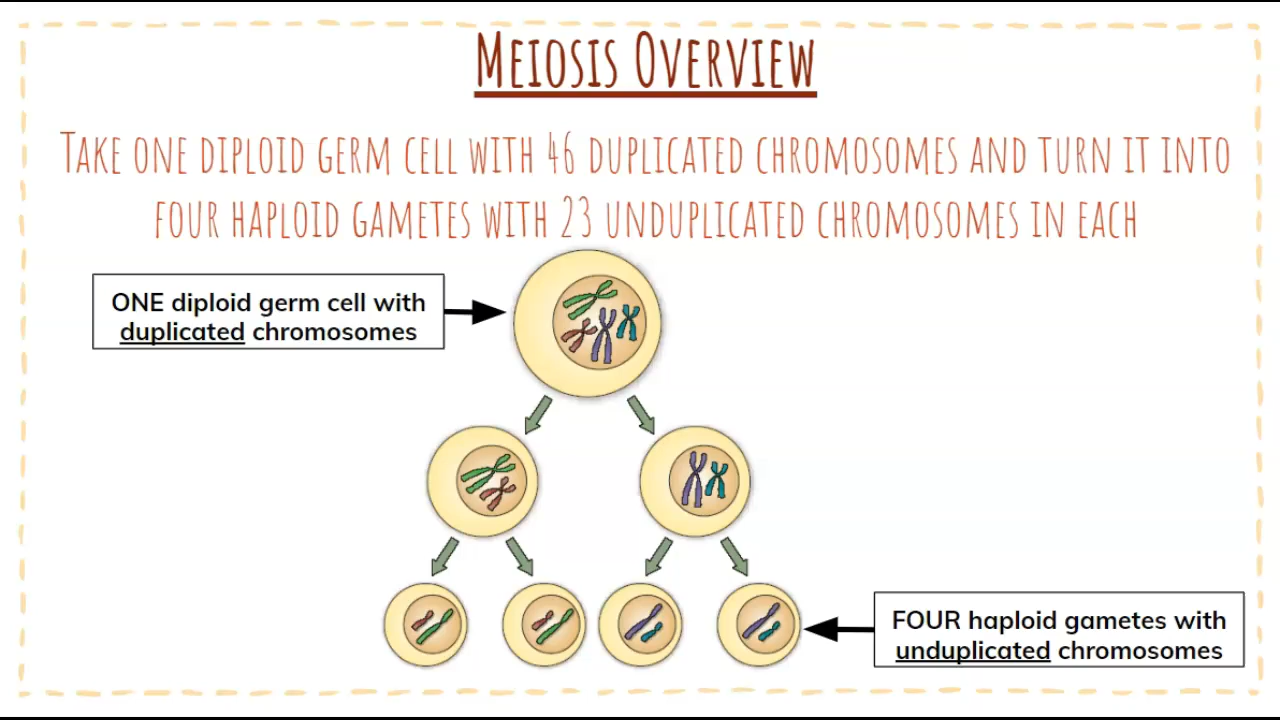 Meiosis Overview
Take one diploid germ cell with 46 duplicated chromosomes and turn it into
four haploid gametes with 23 unduplicated chromosomes in each
ONE diploid germ cell with
duplicated chromosomes
FOUR haploid gametes with
unduplicated chromosomes